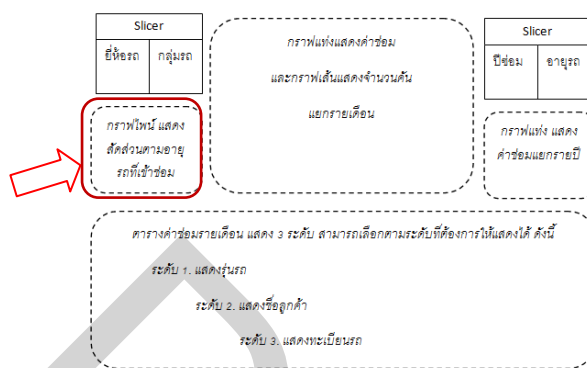 Slicer
ยี่ห้อรถ กลุ่มรถ
กราฟแท่งแสดงค่าซ่อม
และกราฟเส้นแสดงจำนวนคัน
แยกรายเดือน
Slicer
ปีซ่อม อายุรถ
กราฟไพน์ แสดง
สัดส่วนตามอายุ
รถที่เข้าซ่อม
กราฟแท่ง แสดง
ค่าซ่อมแยกรายปี
ตารางค่าซ่อมรายเดือน แสดง 3 ระดับ สามารถเลือกตามระดับที่ต้องการให้แสดงได้ ดังนี้
ระดับ 1. แสดงรุ่นรถ
ระดับ 2. แสดงชื่อลูกค้า
ระดับ 3. แสดงทะเบียนรถ